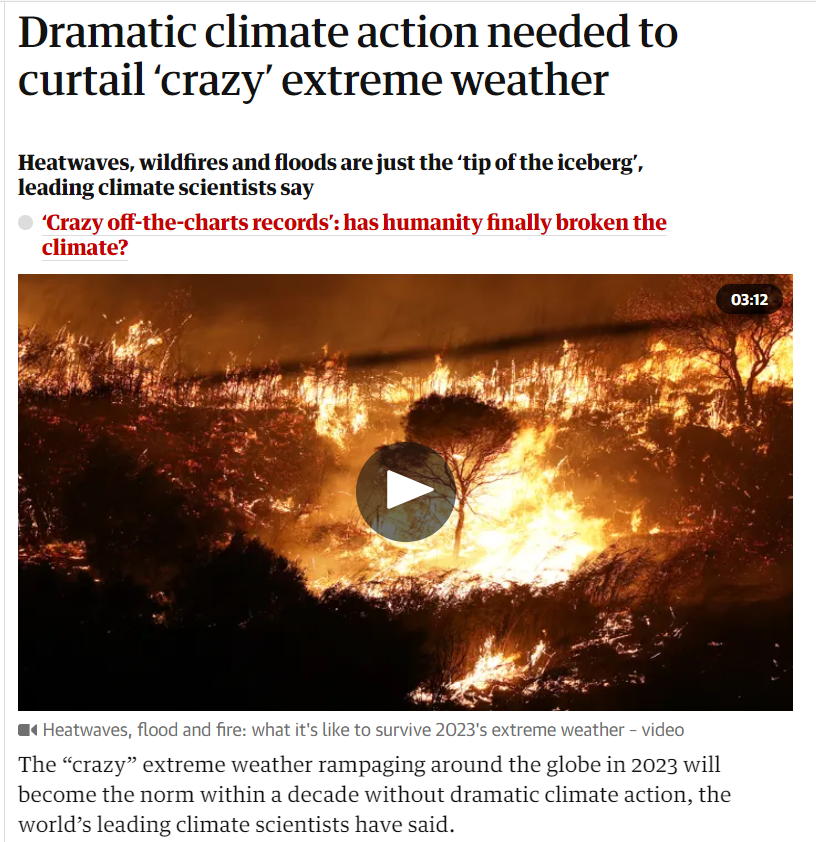 Dramatic climate action needed to
curtail ‘crazy’ extreme weather
Heatwaves, wildfires and floods are just the ‘tip of the iceberg’,
leading climate scientists say
‘Crazy off-the-charts records’: has humanity finally broken the
climate?
03:12
Heatwaves, flood and fire: what it's like to survive 2023's extreme weather – video
The “crazy” extreme weather rampaging around the globe in 2023 will
become the norm within a decade without dramatic climate action, the
world’s leading climate scientists have said.